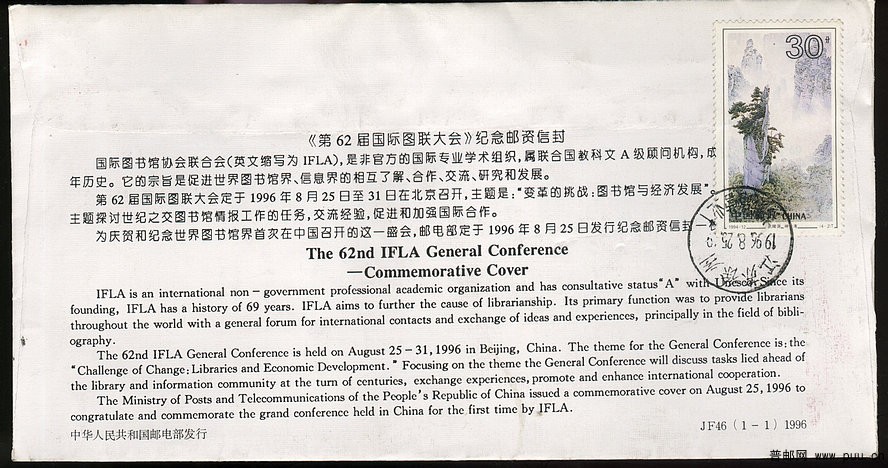 30分
《第 62 届国际图联大会》纪念邮资信封
国际图书馆协会联合会(英文缩写为 IFLA),是非官方的国际专业学术组织,属联合国教科文 A 级顾问机构,成
年历史。它的宗旨是促进世界图书馆界、信息界的相互了解、合作、交流、研究和发展。
第 62 届国际图联大会定于 1996 年 8 月 25 日至 31 日在北京召开,主题是:“变革的挑战:图书馆与经济发展”。
主题探讨世纪之交图书馆情报工作的任务,交流经验,促进和加强国际合作。
为庆贺和纪念世界图书馆界首次在中国召开的这一盛会,邮电部定于 1996 年 8 月 25 日发行纪念邮资信封一
中国邮政 CHINA
1996.8.25
江苏
The 62nd IFLA General Conference
—Commemorative Cover
IFLA is an international non－government professional academic organization and has consultative status “A” with Unesco. Since its
founding, IFLA has a history of 69 years. IFLA aims to further the cause of librarianship. Its primary function was to provide librarians
throughout the world with a general forum for international contacts and exchange of ideas and experiences, principally in the field of bibli-
ography.
The 62nd IFLA General Conference is held on August 25－31, 1996 in Beijing, China. The theme for the General Conference is: the
“Challenge of Change: Libraries and Economic Development.” Focusing on the theme the General Conference will discuss tasks lied ahead of
the library and information community at the turn of centuries, exchange experiences, promote and enhance international cooperation.
The Ministry of Posts and Telecommunications of the People’s Republic of China issued a commemorative cover on August 25, 1996 to
congratulate and commemorate the grand conference held in China for the first time by IFLA.
中华人民共和国邮电部发行
JF46 (1－1) 1996
普邮网 www.puu.c